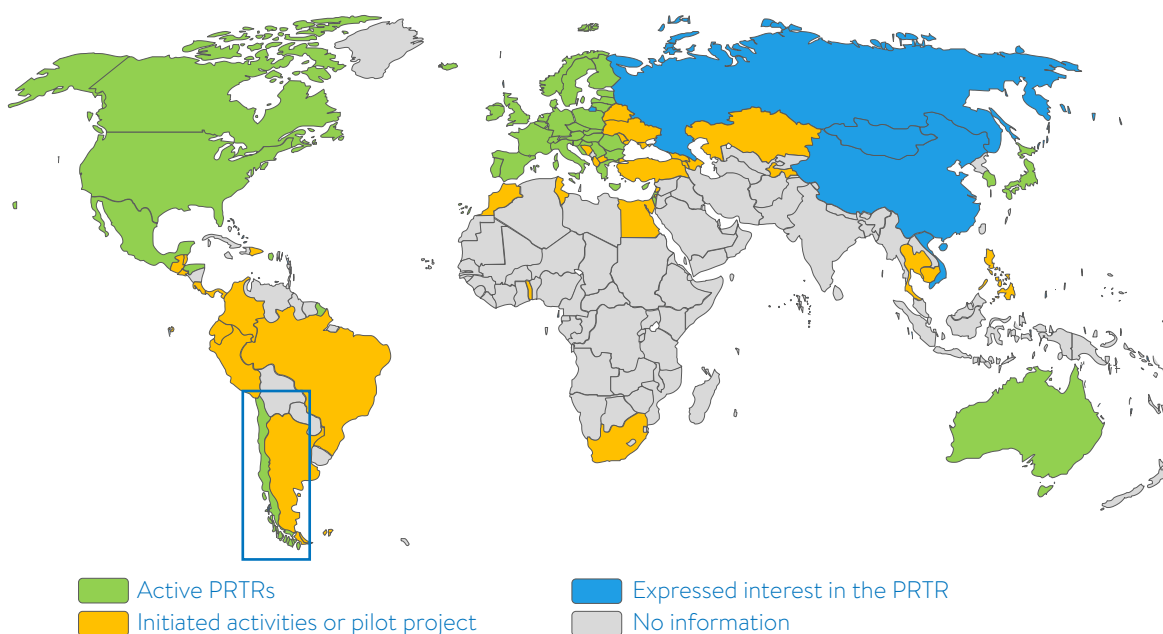 Active PRTRs
Expressed interest in the PRTR
Initiated activities or pilot project
No information